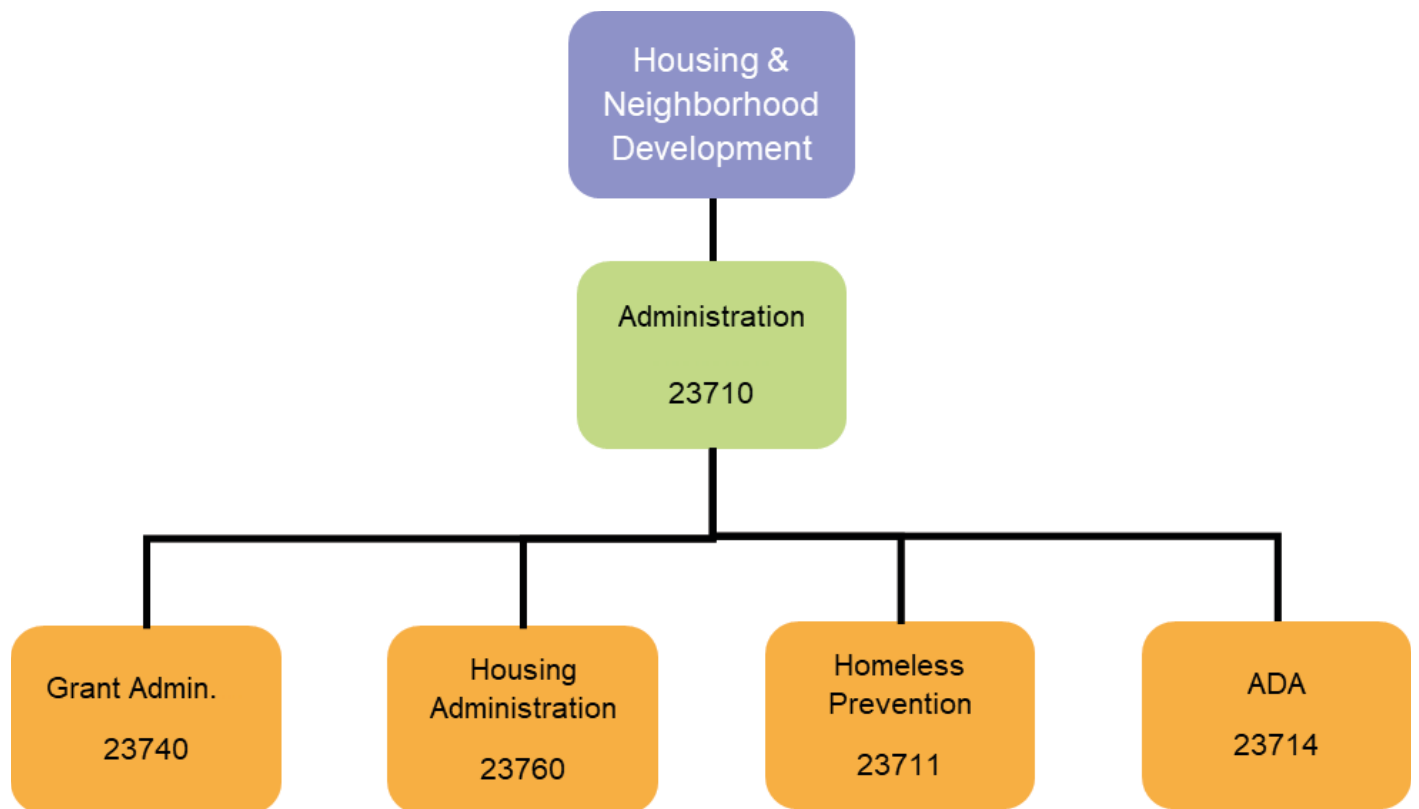 Housing &
Neighborhood
Development
Administration
23710
Grant Admin.
23740
Housing
Administration
23760
Homeless
Prevention
23711
ADA
23714